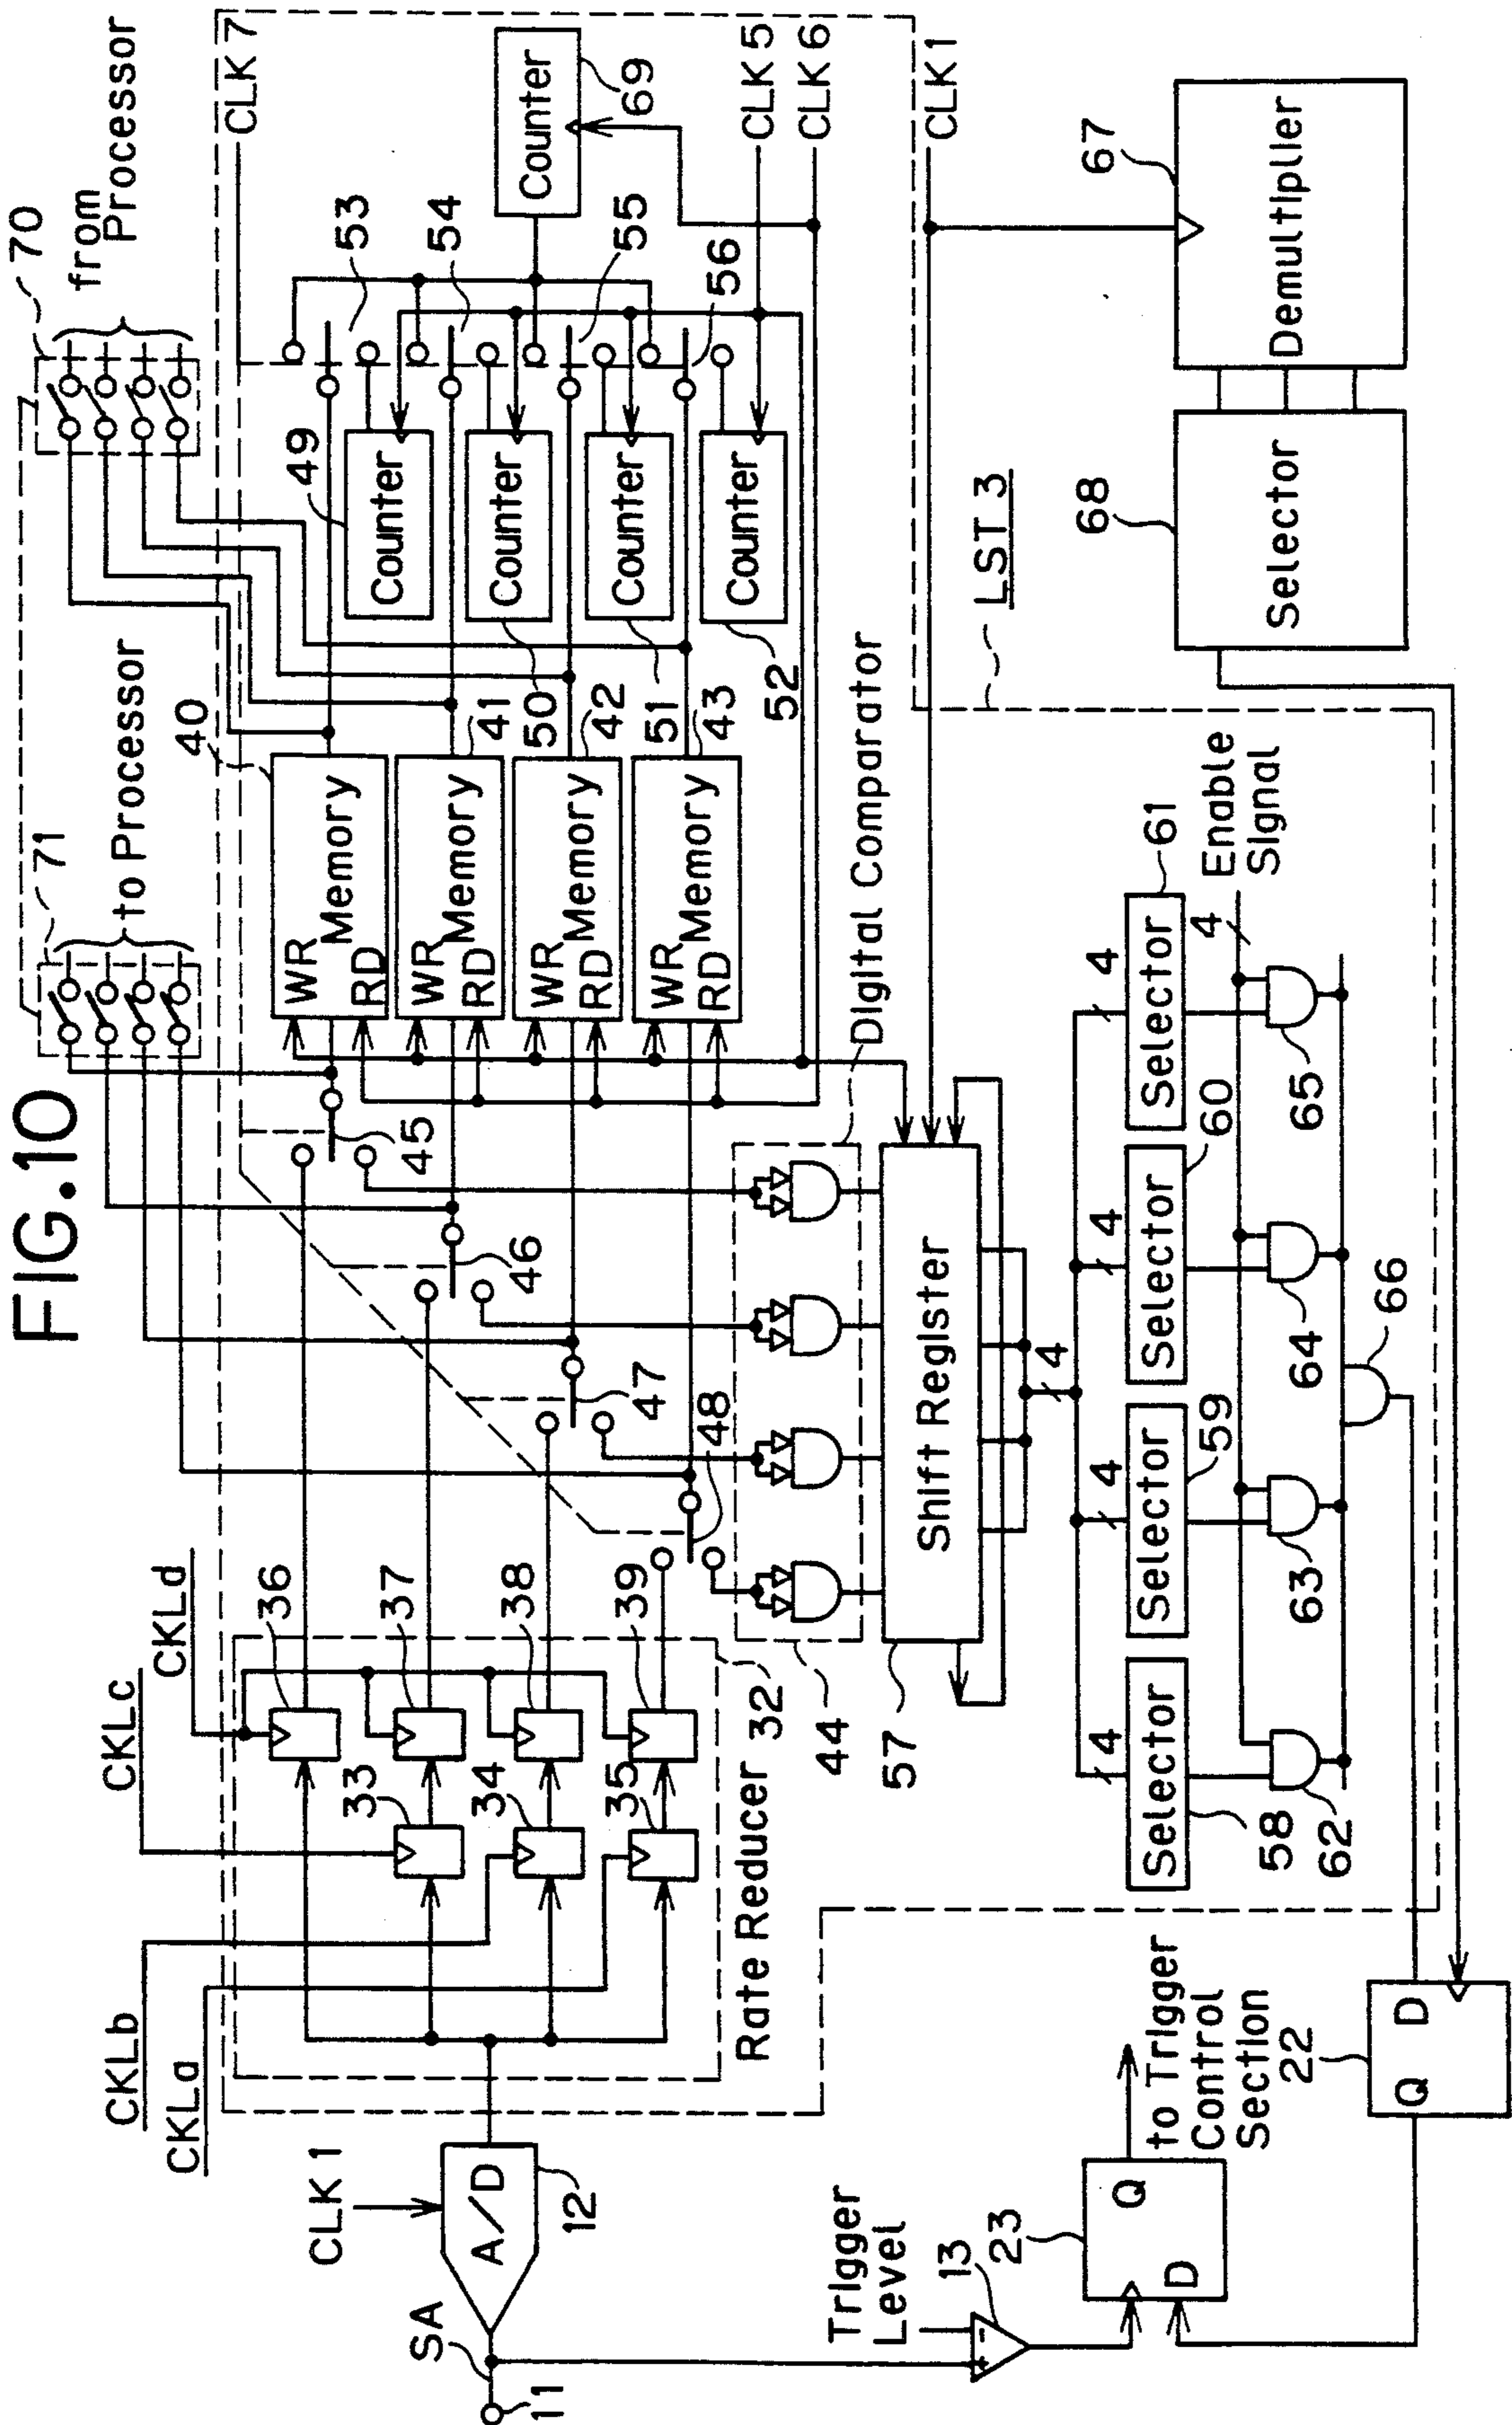 FIG.10
70
from
Processor
71
to Processor
CLK 7
CKLd
CKLc
CKLb
CKLa
36
37
38
39
33
34
35
Rate Reducer 32
45
46
47
48
40
WR
Memory
RD
WR
Memory
RD
41
WR
Memory
RD
42
WR
Memory
RD
43
49
Counter
Counter
50
Counter
51
Counter
52
53
54
55
56
Counter
69
CLK 5
CLK 6
CLK 1
CLK 1
SA
11
A/D
12
Digital Comparator
44
57
Shift Register
LST 3
4
4
4
4
4
Selector
58
Selector
59
Selector
60
Selector
61
4
Enable
Signal
62
63
64
65
66
67
Demultiplier
68
Selector
Trigger
Level
13
23
Q
D
to Trigger
Control
Section
22
Q
D